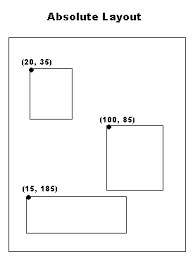 Absolute Layout
(20, 35)
(100, 85)
(15, 185)